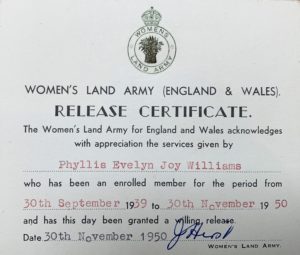 WOMEN'S
LAND ARMY
WOMEN'S LAND ARMY (ENGLAND & WALES).
RELEASE CERTIFICATE.
The Women's Land Army for England and Wales acknowledges
with appreciation the services given by
Phyllis Evelyn Joy Williams
who has been an enrolled member for the period from
30th September 1939 to 30th November 1950
and has this day been granted a willing release.
Date 30th November 1950
WOMEN'S LAND ARMY.